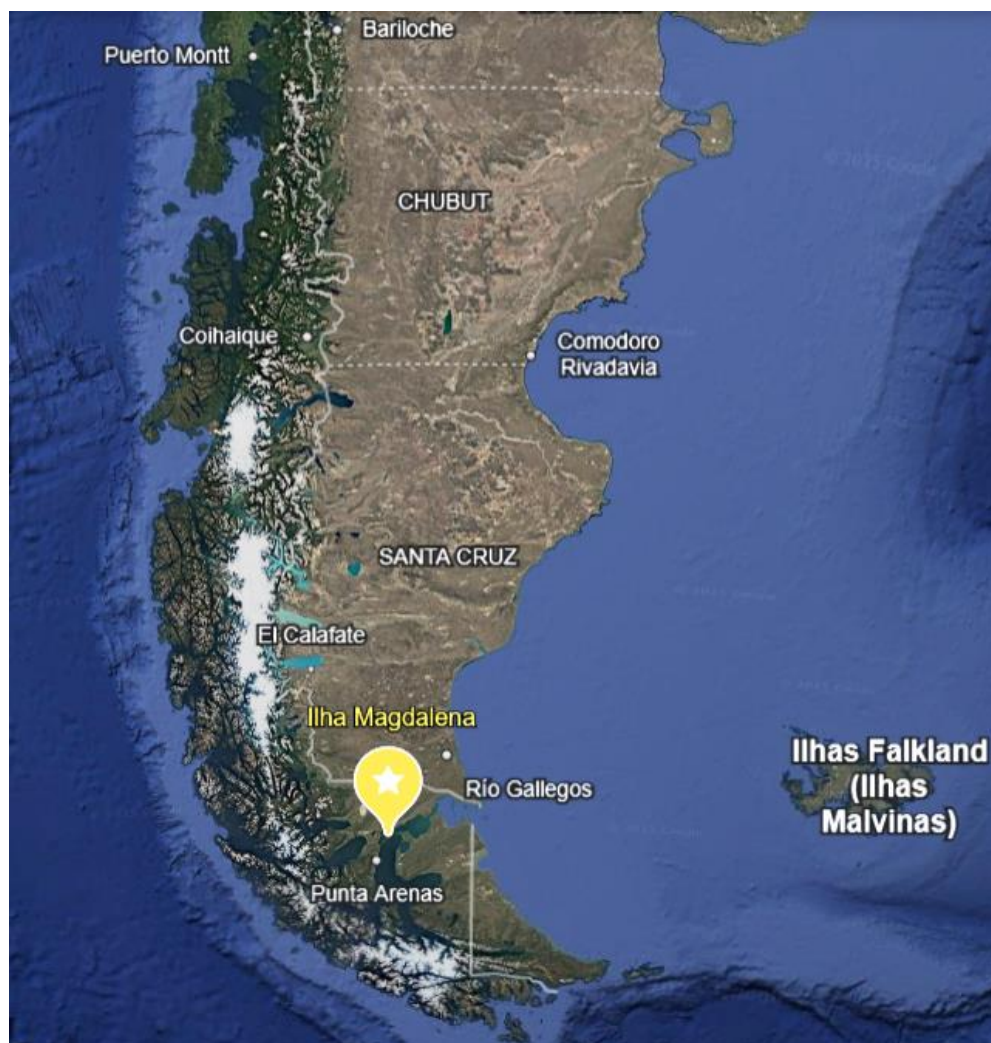 Bariloche
Puerto Montt
CHUBUT
Coihaique
Comodoro
Rivadavia
SANTA CRUZ
El Calafate
Ilha Magdalena
Ilhas Falkland
(Ilhas
Malvinas)
Río Gallegos
Punta Arenas